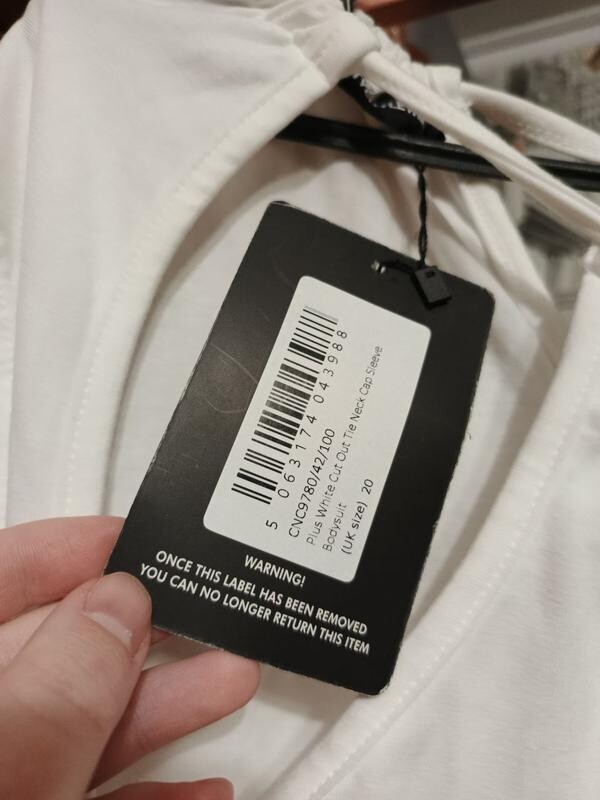 5 063174 043988
CNC9780/42/100
Plus White Cut Out Tie Neck Cap Sleeve
Bodysuit
(UK size) 20
WARNING!
ONCE THIS LABEL HAS BEEN REMOVED
YOU CAN NO LONGER RETURN THIS ITEM